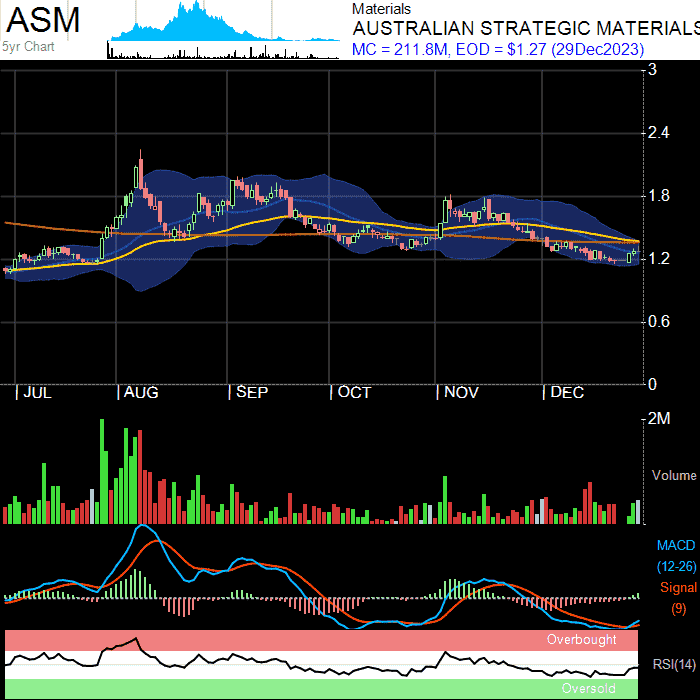 ASM
5yr Chart
Materials
AUSTRALIAN STRATEGIC MATERIALS
MC = 211.8M, EOD = $1.27 (29Dec2023)
3
2.4
1.8
1.2
0.6
0
JUL AUG SEP OCT NOV DEC
2M
Volume
MACD
(12-26)
Signal
(9)
Overbought
RSI(14)
Oversold